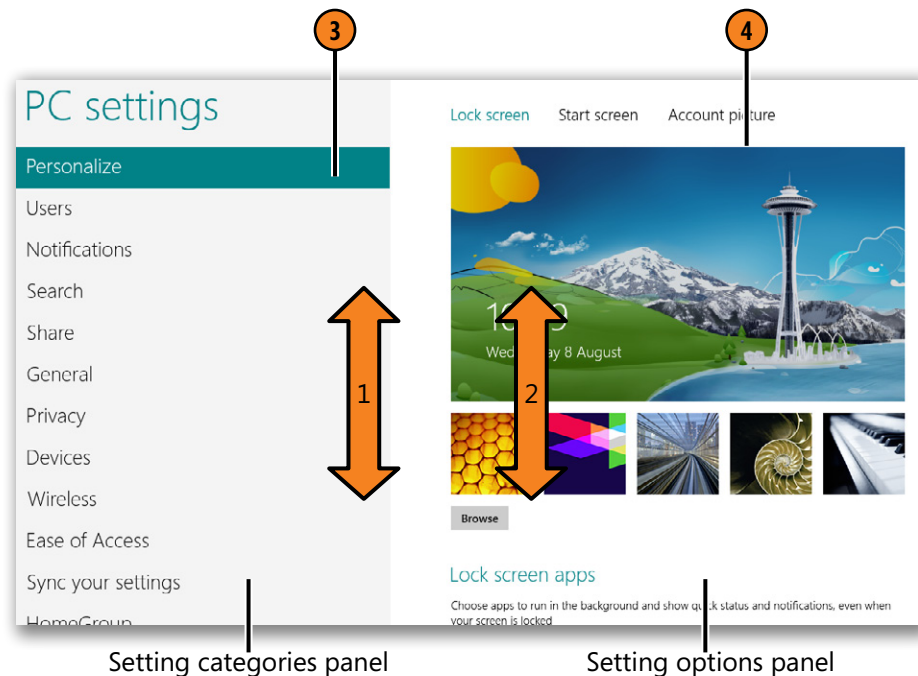 3
4
PC settings
Personalize
Users
Notifications
Search
Share
General
Privacy
Devices
Wireless
Ease of Access
Sync your settings
HomeGroup
1
Lock screen Start screen Account picture
Wednesday 8 August
2
Browse
Lock screen apps
Choose apps to run in the background and show quick status and notifications, even when
your screen is locked
Setting categories panel
Setting options panel